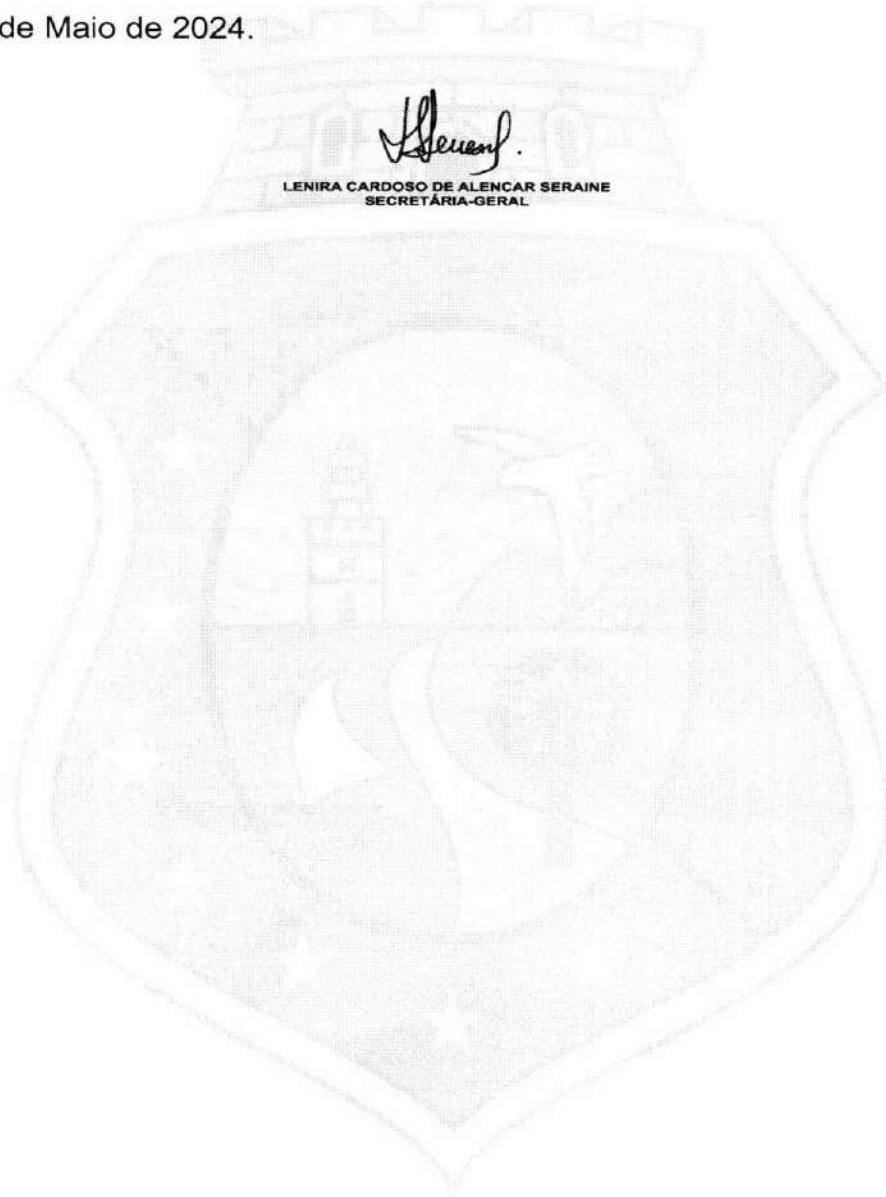 de Maio de 2024.
LENIRA CARDOSO DE ALENCAR SERAINE
SECRETÁRIA-GERAL